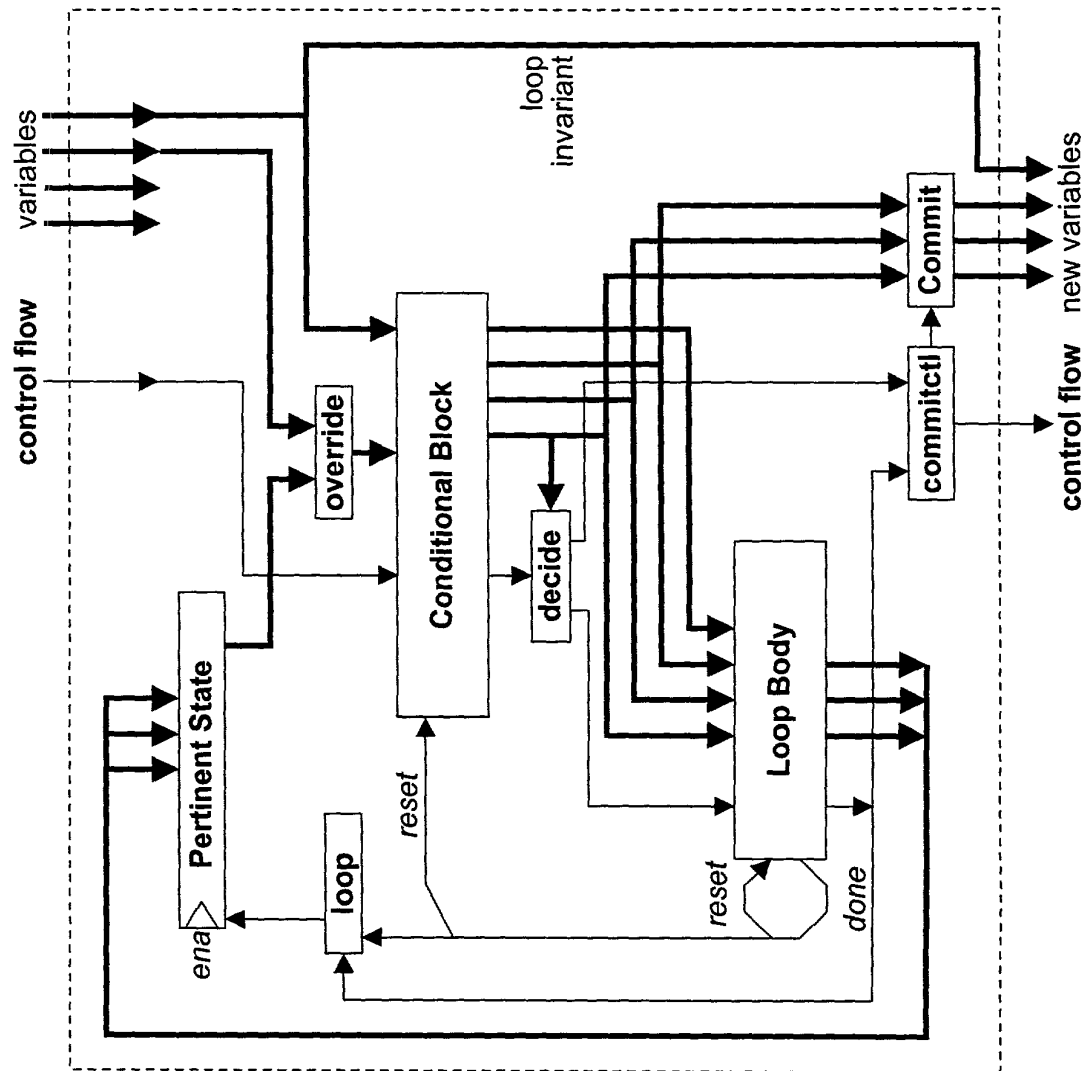 control flow
variables
loop
invariant
ena
Pertinent State
override
loop
reset
Conditional Block
decide
reset
Loop Body
done
commitctl
Commit
control flow
new variables